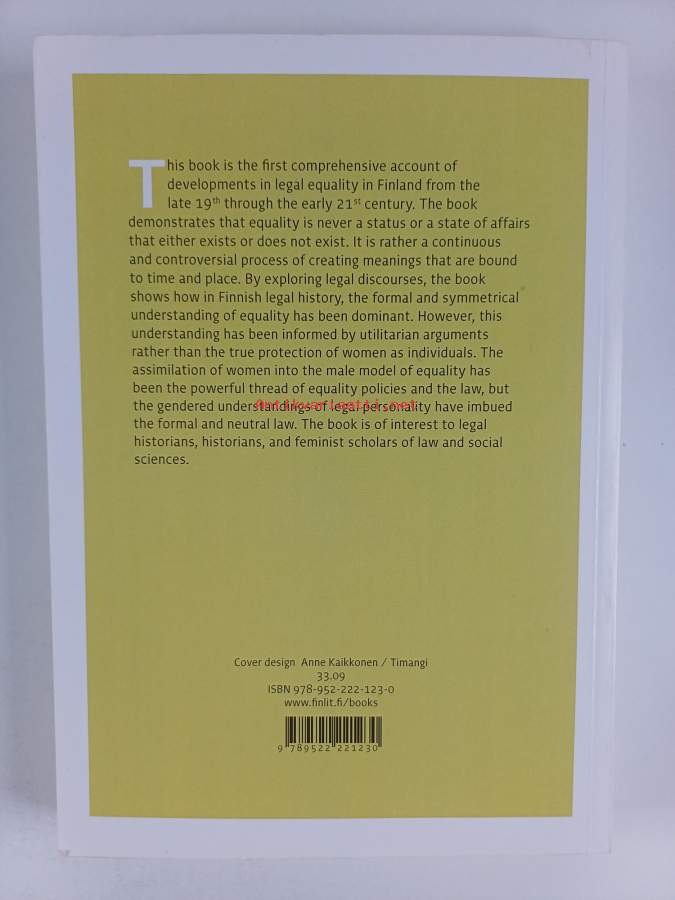 This book is the first comprehensive account of
developments in legal equality in Finland from the
late 19th through the early 21st century. The book
demonstrates that equality is never a status or a state of affairs
that either exists or does not exist. It is rather a continuous
and controversial process of creating meanings that are bound
to time and place. By exploring legal discourses, the book
shows how in Finnish legal history, the formal and symmetrical
understanding of equality has been dominant. However, this
understanding has been informed by utilitarian arguments
rather than the true protection of women as individuals. The
assimilation of women into the male model of equality has
been the powerful thread of equality policies and the law, but
the gendered understandings of legal personality have imbued
Antikvariaatti.net
the formal and neutral law. The book is of interest to legal
historians, historians, and feminist scholars of law and social
sciences.
Cover design Anne Kaikkonen / Timangi
33.09
ISBN 978-952-222-123-0
www.finlit.fi/books
9 789522 221230